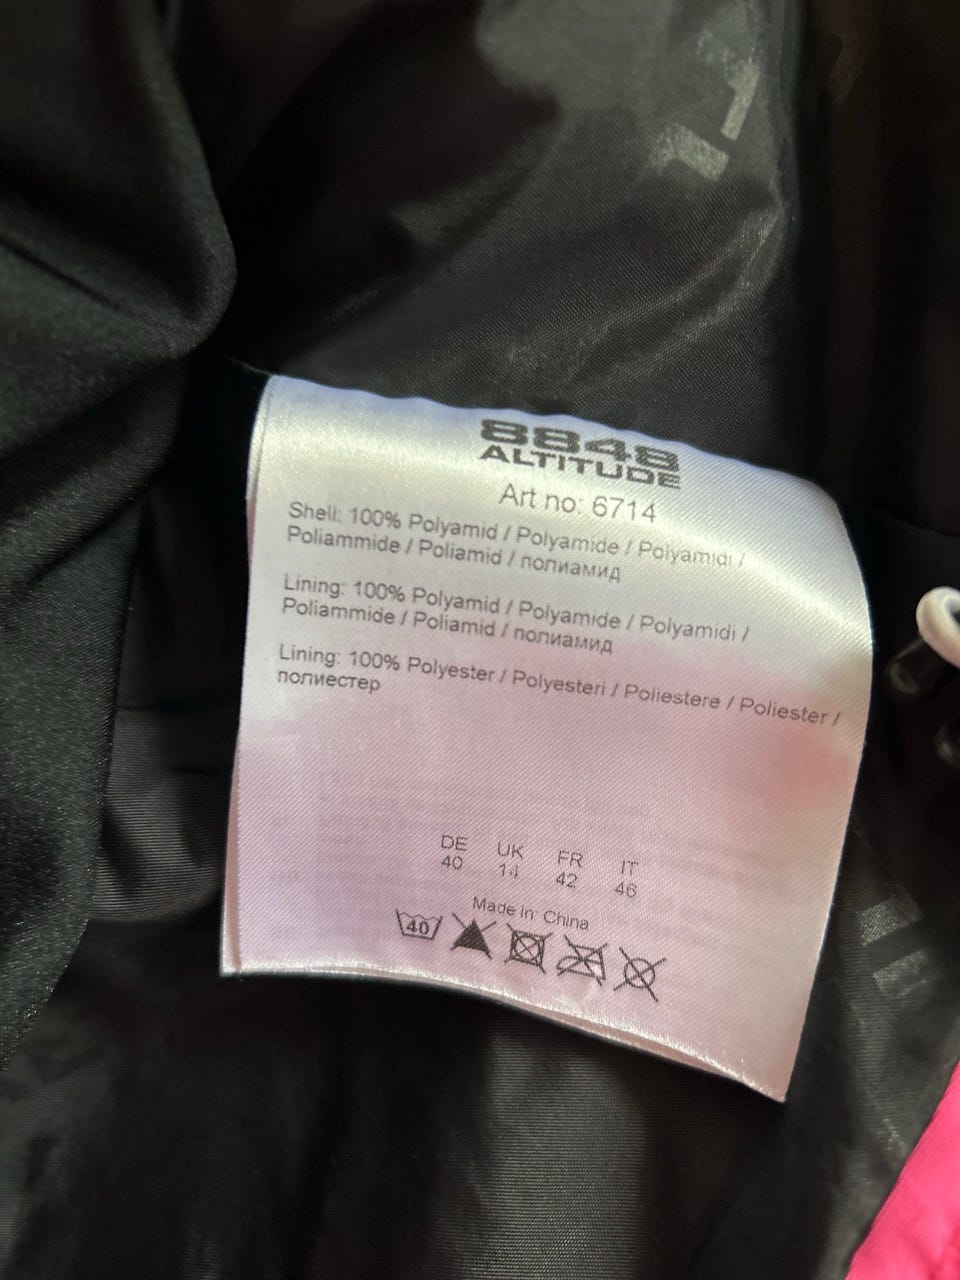 8848
ALTITUDE
Art no: 6714
Shell: 100% Polyamid / Polyamide / Polyamidi /
Poliammide / Poliamid / полиамид
Lining: 100% Polyamid / Polyamide / Polyamidi /
Poliammide / Poliamid / полиамид
Lining: 100% Polyester / Polyesteri / Poliestere / Poliester /
полиестер
DE UK FR IT
40 14 42 46
Made in: China
40